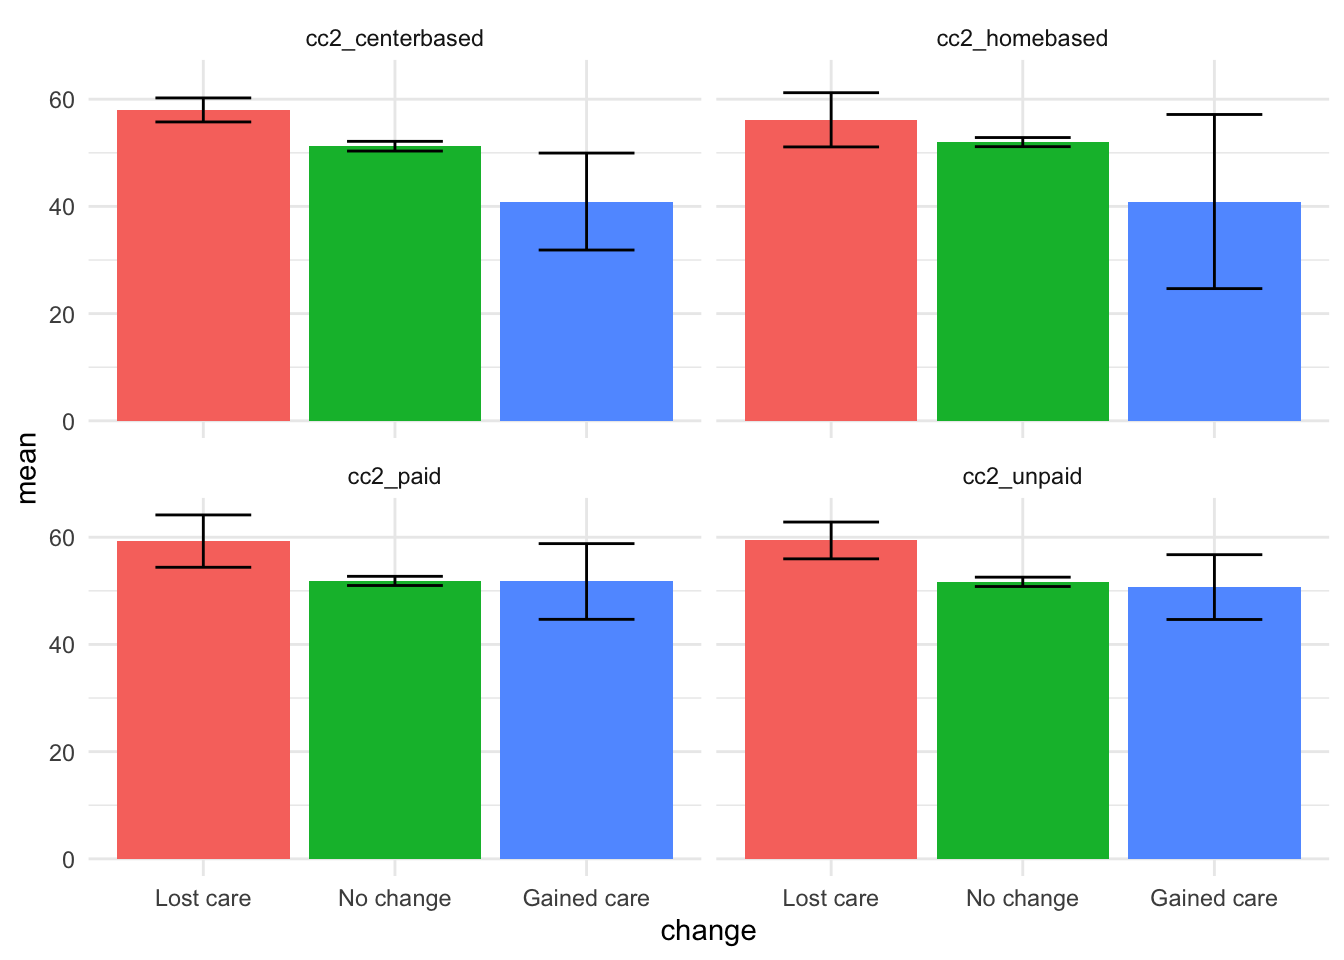 cc2_centerbased cc2_homebased
60
40
20
0
cc2_paid cc2_unpaid
60
40
20
0
mean
Lost care No change Gained care Lost care No change Gained care
change